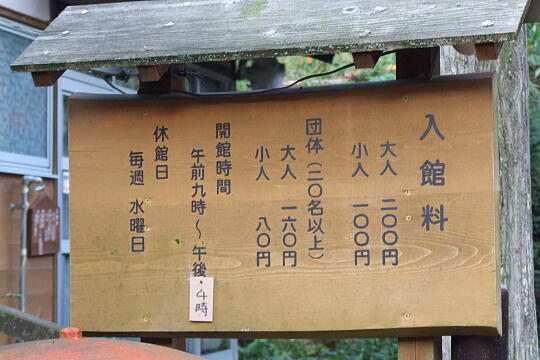 入館料
大人 二〇〇円
小人 一〇〇円
団体(二〇名以上)
大人 一六〇円
小人 八〇円
開館時間
午前九時〜午後4時
休館日
毎週 水曜日